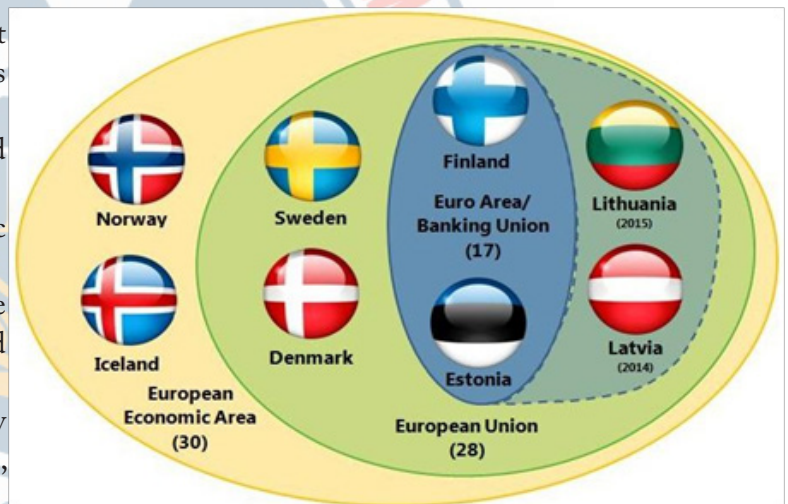 Finland
Norway
Sweden
Lithuania
(2015)
Euro Area/
Banking Union
(17)
Iceland
Denmark
Estonia
Latvia
(2014)
European
Economic Area
(30)
European Union
(28)